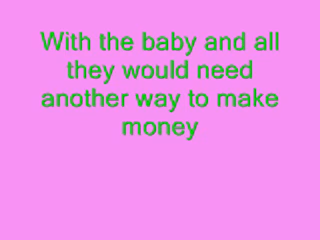 With the baby and all
they would need
another way to make
money